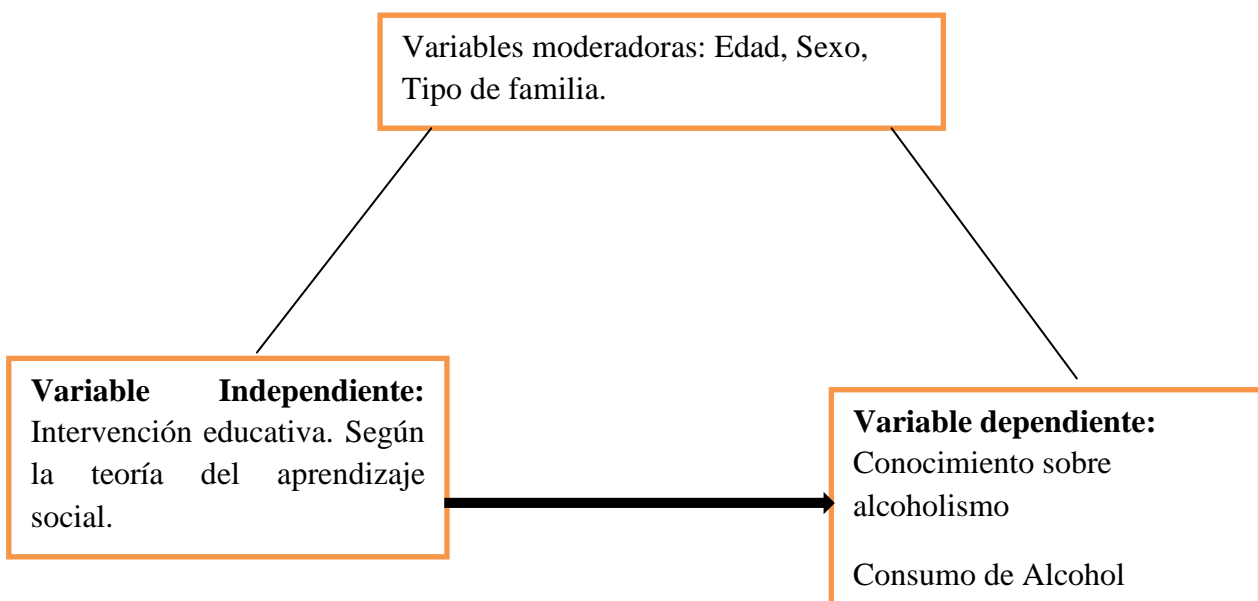 Variables moderadoras: Edad, Sexo,
Tipo de familia.
Variable Independiente:
Intervención educativa. Según
la teoría del aprendizaje
social.
Variable dependiente:
Conocimiento sobre
alcoholismo
Consumo de Alcohol